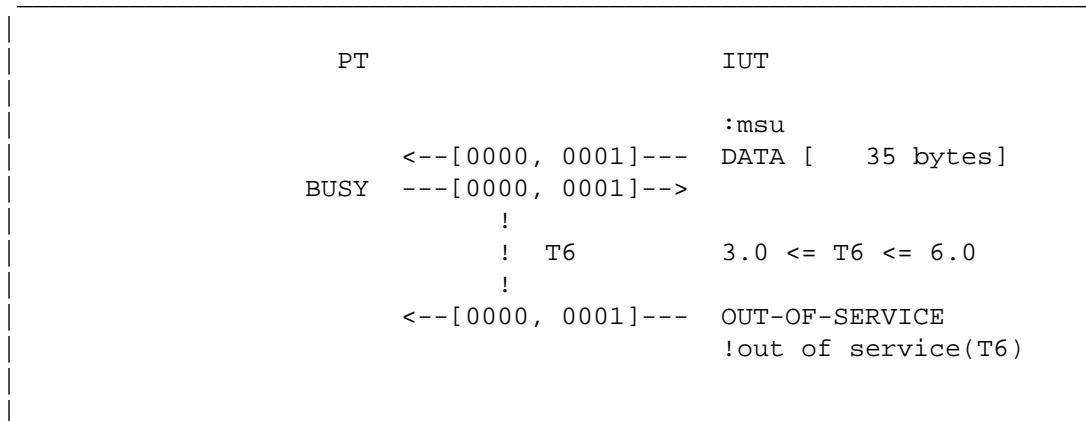 PT                      IUT
                        :msu
    <--[0000, 0001]---  DATA [   35 bytes]
BUSY  ---[0000, 0001]-->
            !
            !  T6       3.0 <= T6 <= 6.0
            !
    <--[0000, 0001]---  OUT-OF-SERVICE
                        !out of service(T6)